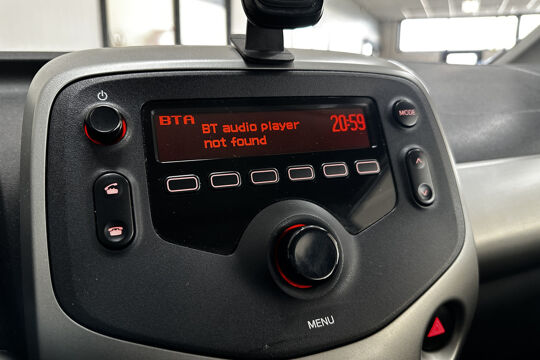 BTA
BT audio player
not found
20:59
MODE
MENU